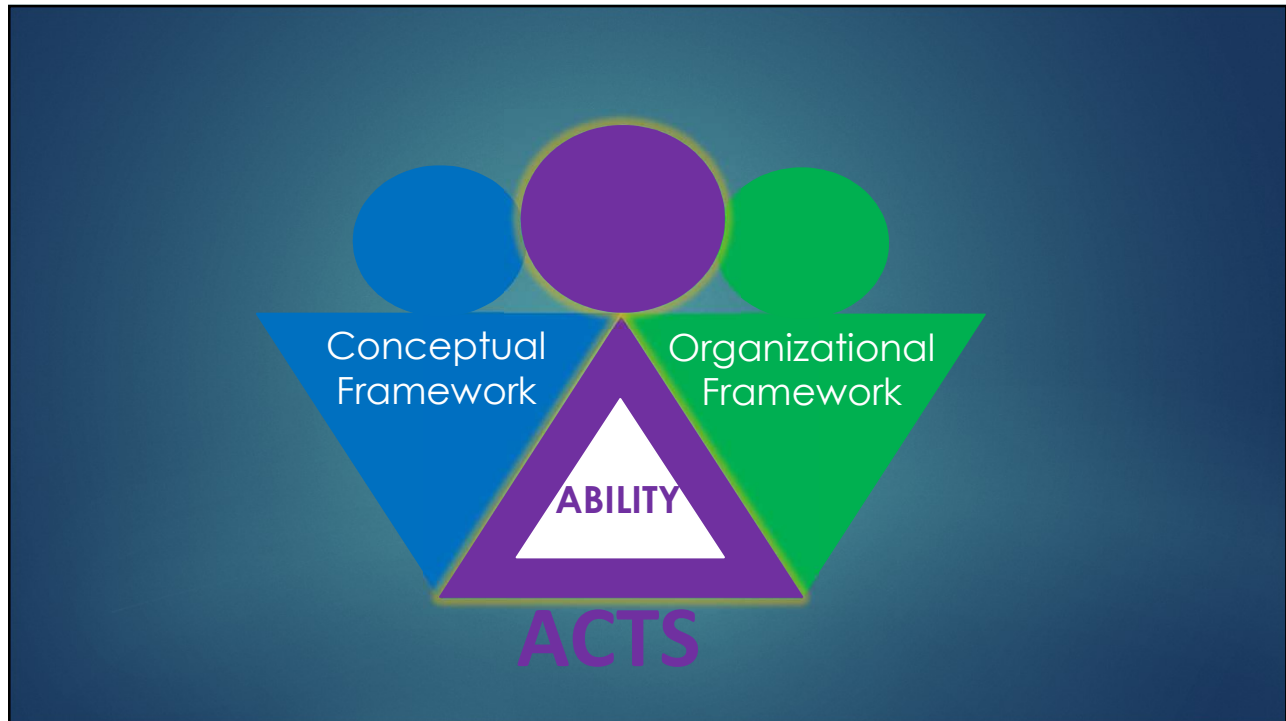 Conceptual
Framework
Organizational
Framework
ABILITY
ACTS